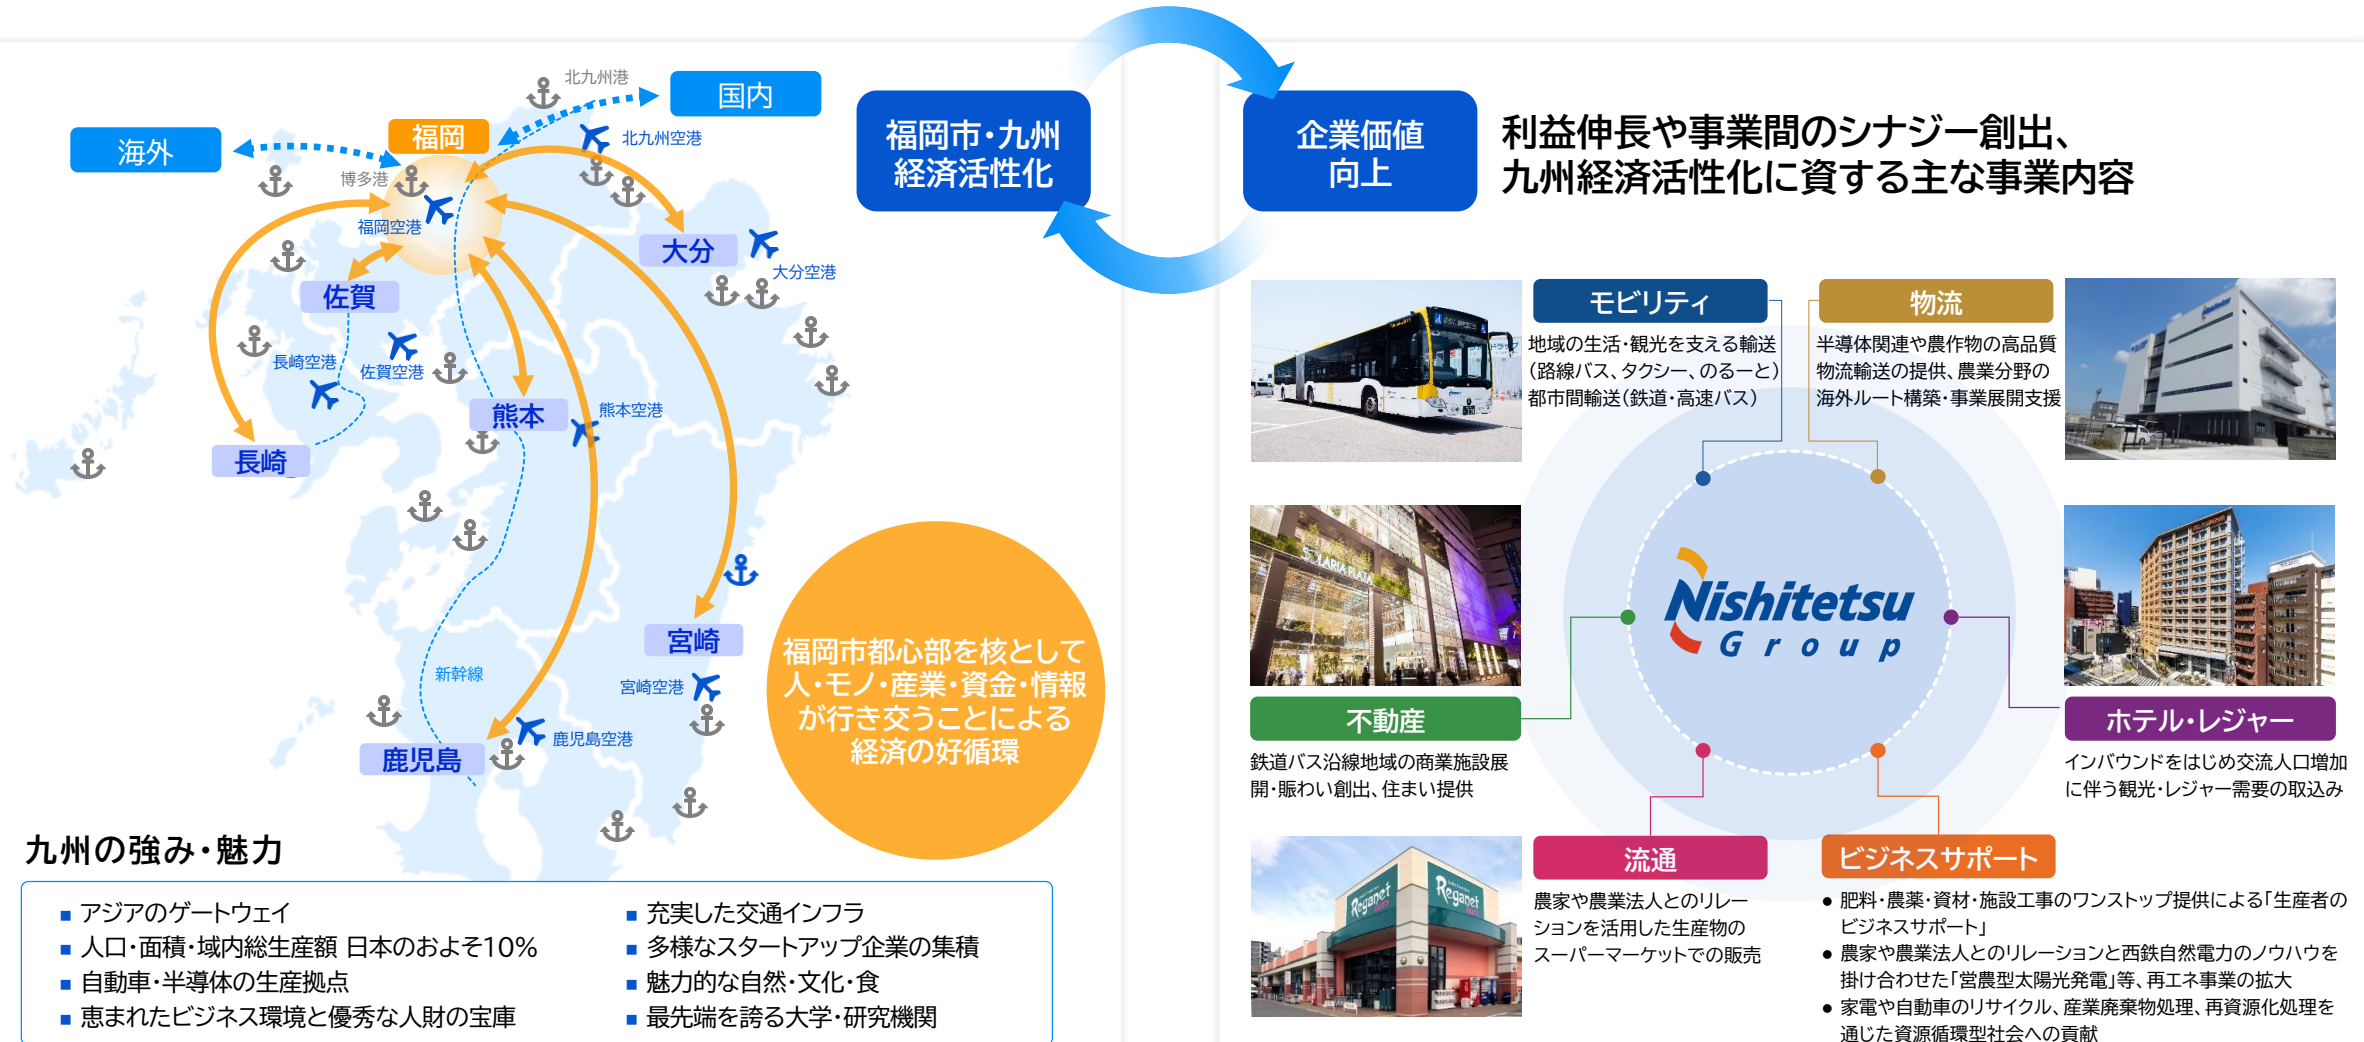 北九州港
国内
海外
福岡
北九州空港
博多港
福岡空港
大分
大分空港
佐賀
長崎空港
佐賀空港
熊本
熊本空港
長崎
宮崎
新幹線
宮崎空港
鹿児島空港
鹿児島
福岡市都心部を核として
人・モノ・産業・資金・情報
が行き交うことによる
経済の好循環
九州の強み・魅力
■ アジアのゲートウェイ
■ 人口・面積・域内総生産額 日本のおよそ10%
■ 自動車・半導体の生産拠点
■ 恵まれたビジネス環境と優秀な人財の宝庫
■ 充実した交通インフラ
■ 多様なスタートアップ企業の集積
■ 魅力的な自然・文化・食
■ 最先端を誇る大学・研究機関
福岡市・九州
経済活性化
企業価値
向上
利益伸長や事業間のシナジー創出、
九州経済活性化に資する主な事業内容
モビリティ
地域の生活・観光を支える輸送
（路線バス、タクシー、のるーと）
都市間輸送（鉄道・高速バス）
物流
半導体関連や農作物の高品質
物流輸送の提供、農業分野の
海外ルート構築・事業展開支援
SOLARIA PLAZA
Nishitetsu
Group
不動産
鉄道バス沿線地域の商業施設展
開・賑わい創出、住まい提供
ホテル・レジャー
インバウンドをはじめ交流人口増加
に伴う観光・レジャー需要の取込み
Reganet
Reganet
流通
農家や農業法人とのリレー
ションを活用した生産物の
スーパーマーケットでの販売
ビジネスサポート
● 肥料・農薬・資材・施設工事のワンストップ提供による「生産者の
ビジネスサポート」
● 農家や農業法人とのリレーションと西鉄自然電力のノウハウを
掛け合わせた「営農型太陽光発電」等、再エネ事業の拡大
● 家電や自動車のリサイクル、産業廃棄物処理、再資源化処理を
通じた資源循環型社会への貢献